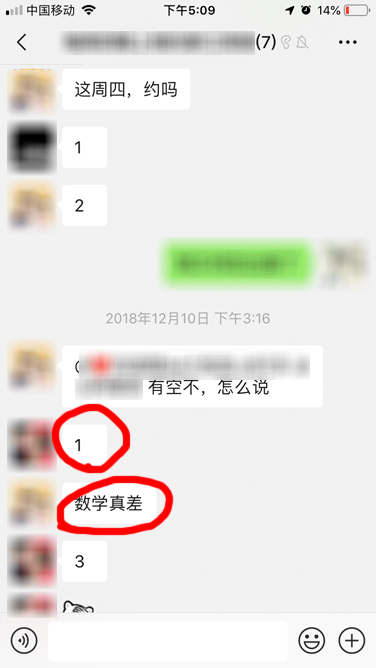 中国移动
下午5:09
14%
(7)
这周四，约吗
1
2
2018年12月10日 下午3:16
有空不，怎么说
1
数学真差
3